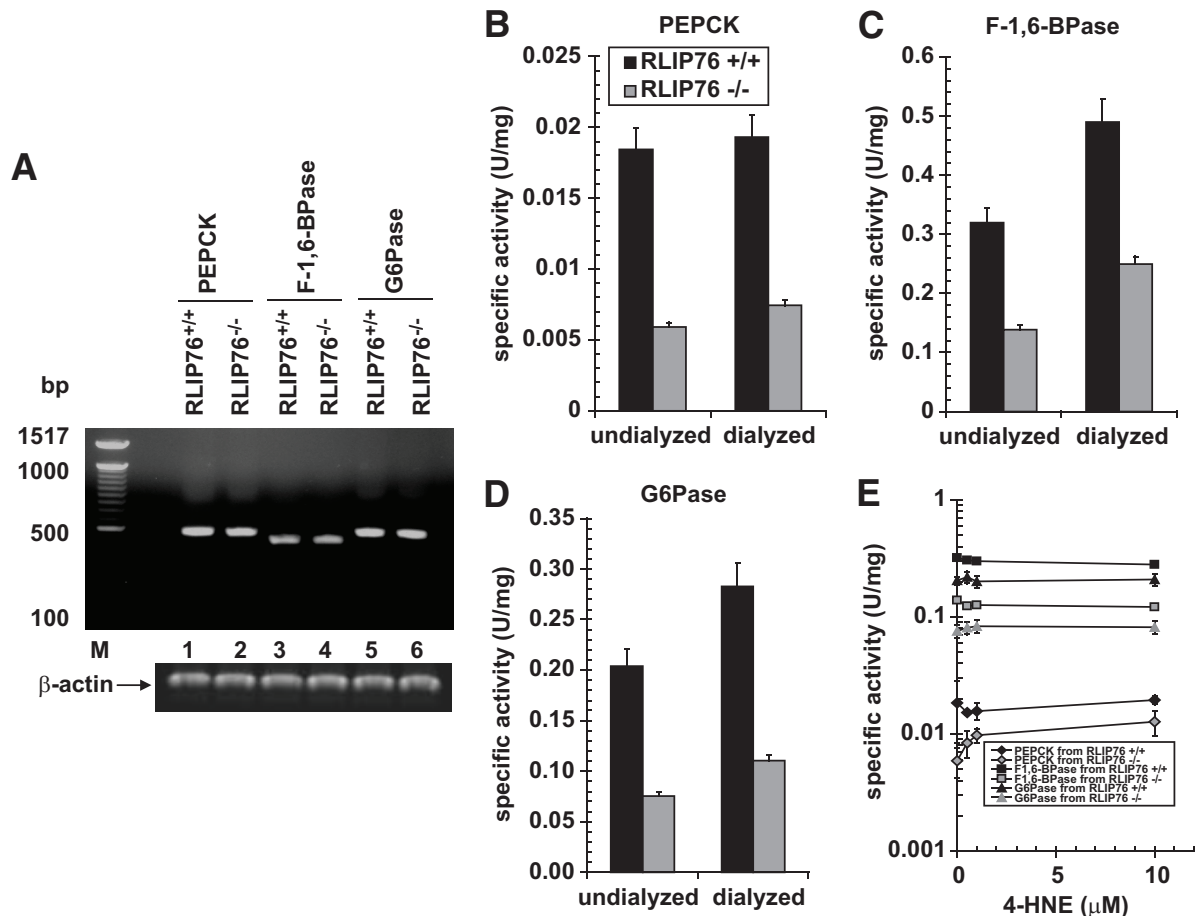 A
PEPCK
F-1,6-BPase
G6Pase
RLIP76+/+
RLIP76-/-
RLIP76+/+
RLIP76-/-
RLIP76+/+
RLIP76-/-
bp
1517
1000
500
100
M 1 2 3 4 5 6
β-actin
B
PEPCK
RLIP76 +/+
RLIP76 -/-
specific activity (U/mg)
0.025
0.02
0.015
0.01
0.005
0
undialyzed dialyzed
C
F-1,6-BPase
specific activity (U/mg)
0.6
0.5
0.4
0.3
0.2
0.1
0
undialyzed dialyzed
D
G6Pase
specific activity (U/mg)
0.35
0.30
0.25
0.20
0.15
0.10
0.05
0.00
undialyzed dialyzed
E
specific activity (U/mg)
1
0.1
0.01
0.001
PEPCK from RLIP76 +/+
PEPCK from RLIP76 -/-
F1,6-BPase from RLIP76 +/+
F1,6-BPase from RLIP76 -/-
G6Pase from RLIP76 +/+
G6Pase from RLIP76 -/-
0 5 10
4-HNE (μM)